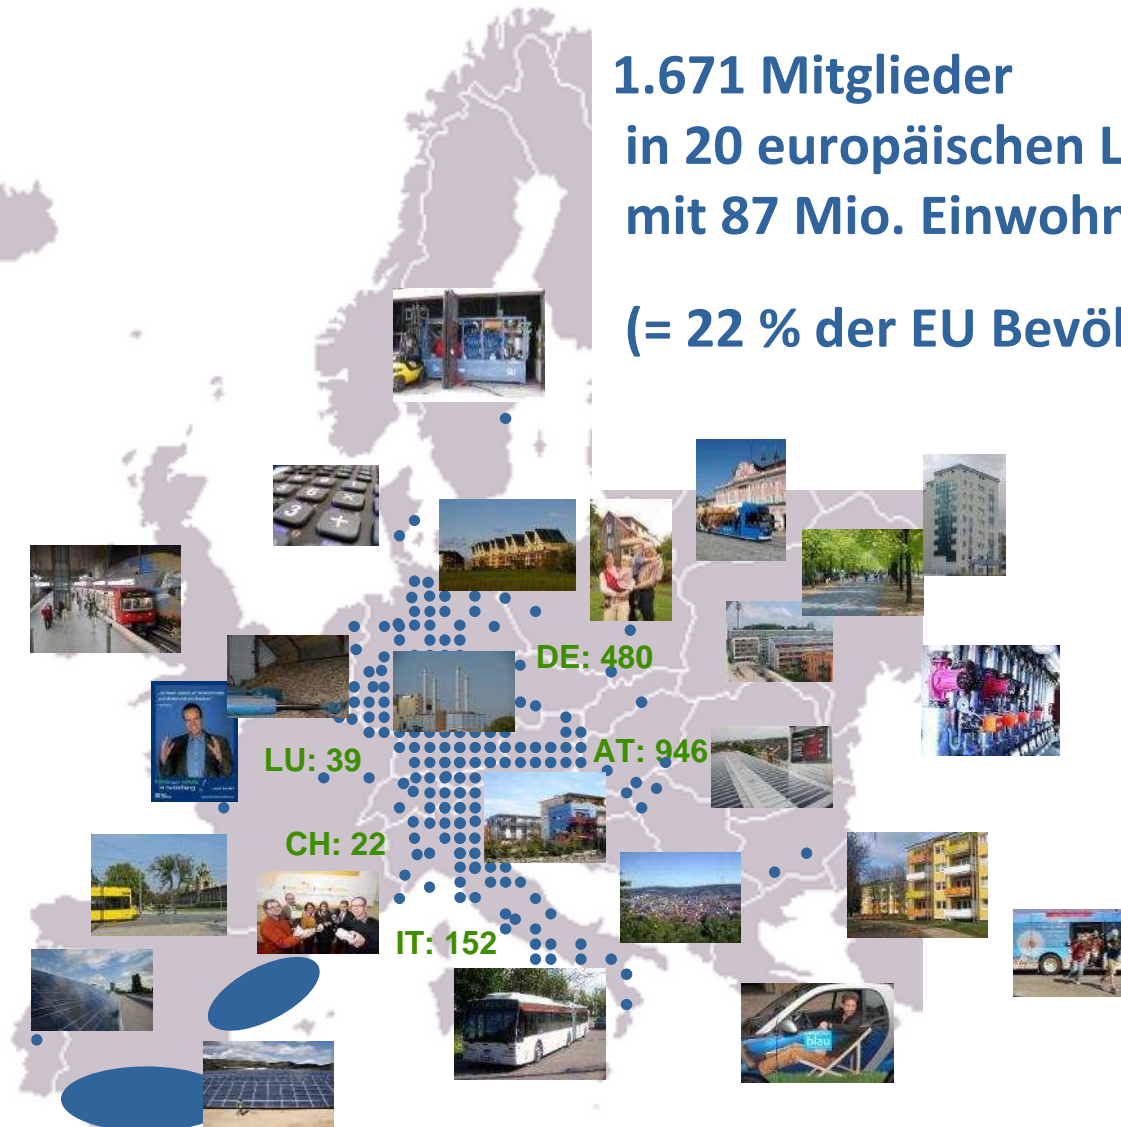 1.671 Mitglieder
in 20 europäischen L
mit 87 Mio. Einwohn
(= 22 % der EU Bevöl
DE: 480
LU: 39
AT: 946
CH: 22
IT: 152
blau